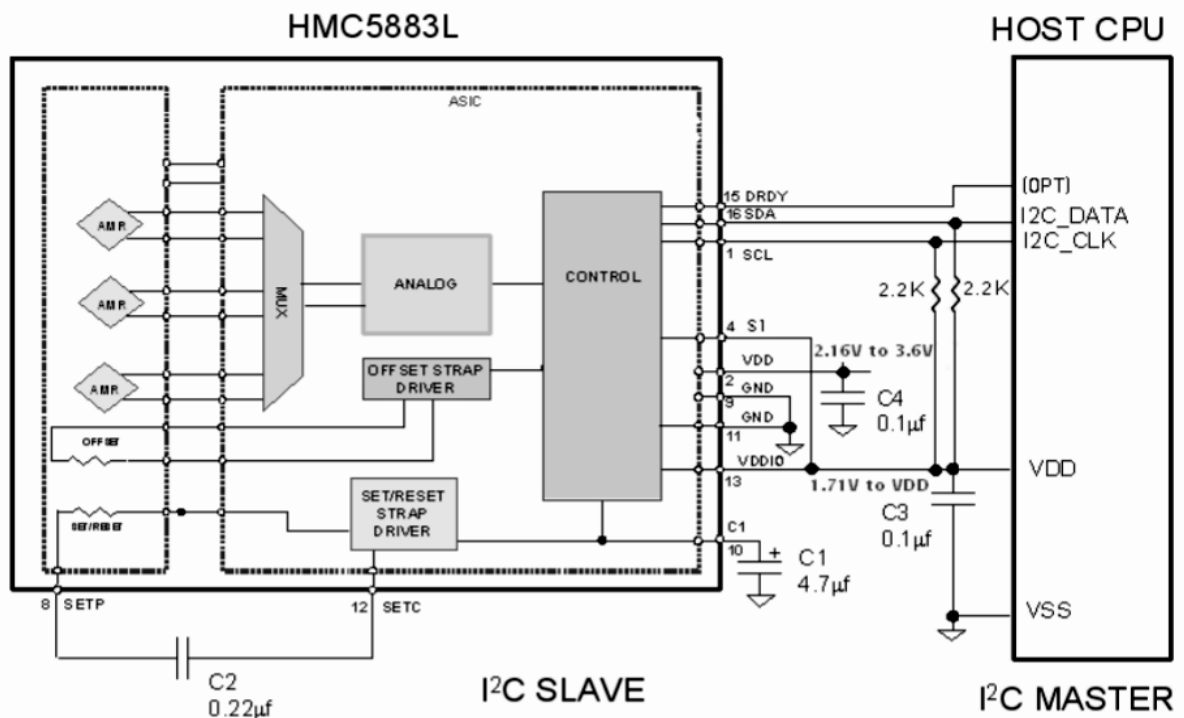 HMC5883L
HOST CPU
ASIC
AMR
AMR
AMR
MUX
ANALOG
OFFSET STRAP
DRIVER
CONTROL
OFFSET
SET/RESET
SET/RESET
STRAP
DRIVER
15 DRDY
16 SDA
1 SCL
4 S1
VDD
2
GND
9
GND
11
VDDIO
13
C1
10
8 SETP
12 SETC
(OPT)
I2C_DATA
I2C_CLK
2.2K
2.2K
2.16V to 3.6V
C4
0.1µf
VDD
1.71V to VDD
C3
0.1µf
+
C1
4.7µf
VSS
C2
0.22µf
I²C SLAVE
I²C MASTER